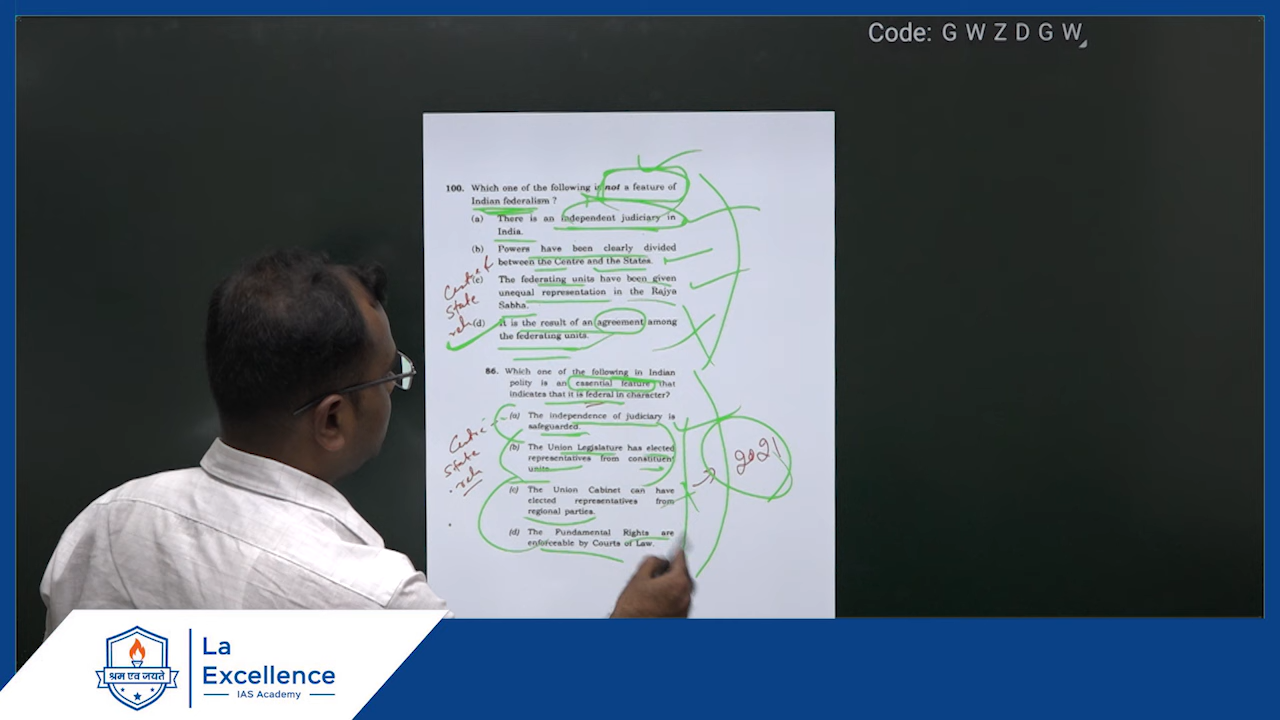 Code: G W Z D G W
100. Which one of the following is not a feature of
Indian federalism ?
(a) There is an independent judiciary in
India.
(b) Powers have been clearly divided
between the Centre and the States.
(c) The federating units have been given
unequal representation in the Rajya
Sabha.
(d) It is the result of an agreement among
the federating units.
Centre &
State
reln
86. Which one of the following in Indian
polity is an essential feature that
indicates that it is federal in character?
(a) The independence of judiciary is
safeguarded.
(b) The Union Legislature has elected
representatives from constituent
units.
(c) The Union Cabinet can have
elected representatives from
regional parties.
(d) The Fundamental Rights are
enforceable by Courts of Law.
Centre
State
reln
2021
श्रम एव जयते
La
Excellence
IAS Academy